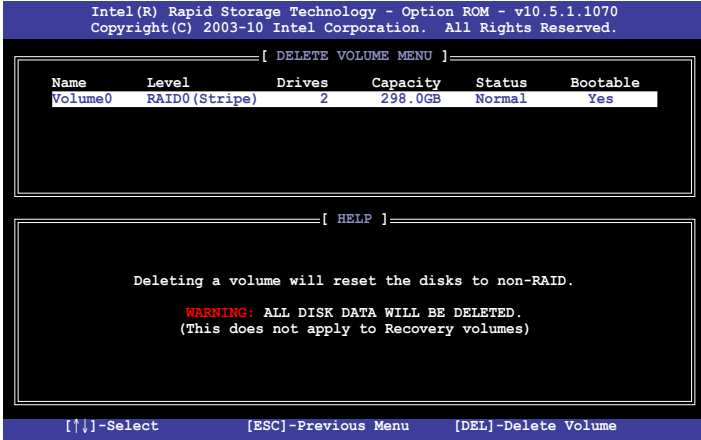 Intel(R) Rapid Storage Technology - Option ROM - v10.5.1.1070
Copyright(C) 2003-10 Intel Corporation. All Rights Reserved.
[ DELETE VOLUME MENU ]
Name Level Drives Capacity Status Bootable
Volume0 RAID0(Stripe) 2 298.0GB Normal Yes
[ HELP ]
Deleting a volume will reset the disks to non-RAID.
WARNING: ALL DISK DATA WILL BE DELETED.
(This does not apply to Recovery volumes)
[↑↓]-Select [ESC]-Previous Menu [DEL]-Delete Volume